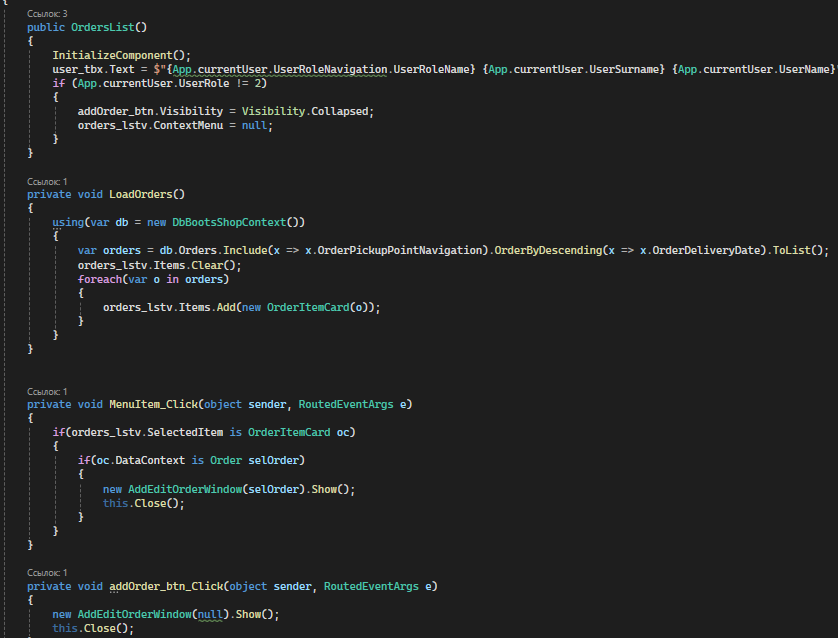 {
Ссылок: 3
public OrdersList()
{
InitializeComponent();
user_tbx.Text = $"{App.currentUser.UserRoleNavigation.UserRoleName} {App.currentUser.UserSurname} {App.currentUser.UserName}
if (App.currentUser.UserRole != 2)
{
addOrder_btn.Visibility = Visibility.Collapsed;
orders_lstv.ContextMenu = null;
}
}
Ссылок: 1
private void LoadOrders()
{
using(var db = new DbBootsShopContext())
{
var orders = db.Orders.Include(x => x.OrderPickupPointNavigation).OrderByDescending(x => x.OrderDeliveryDate).ToList();
orders_lstv.Items.Clear();
foreach(var o in orders)
{
orders_lstv.Items.Add(new OrderItemCard(o));
}
}
}
Ссылок: 1
private void MenuItem_Click(object sender, RoutedEventArgs e)
{
if(orders_lstv.SelectedItem is OrderItemCard oc)
{
if(oc.DataContext is Order selOrder)
{
new AddEditOrderWindow(selOrder).Show();
this.Close();
}
}
}
Ссылок: 1
private void addOrder_btn_Click(object sender, RoutedEventArgs e)
{
new AddEditOrderWindow(null).Show();
this.Close();